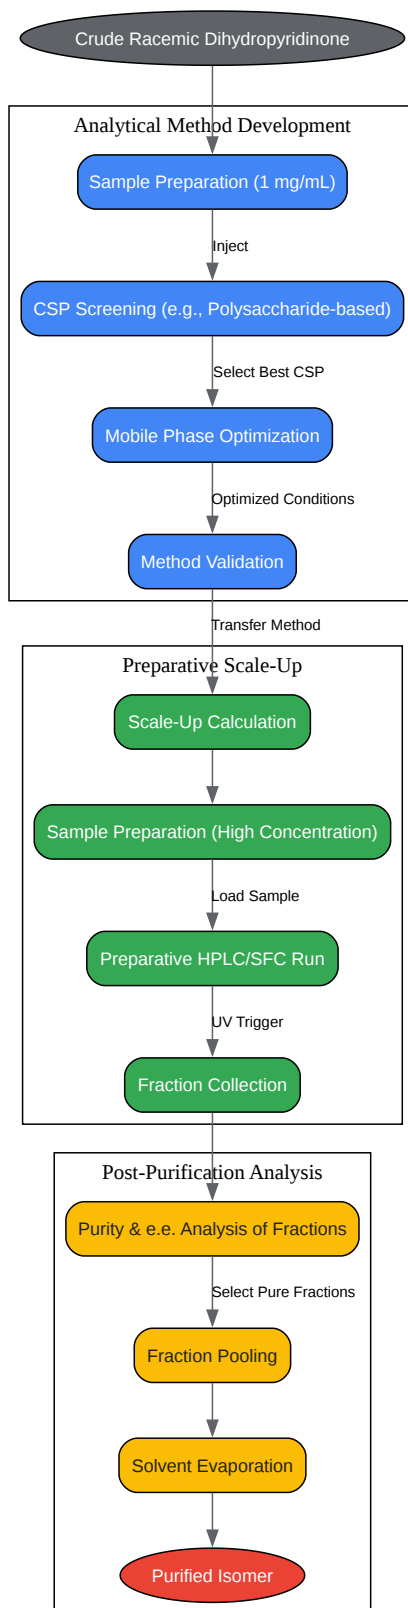 Crude Racemic Dihydropyridinone
Analytical Method Development
Sample Preparation (1 mg/mL)
Inject
CSP Screening (e.g., Polysaccharide-based)
Select Best CSP
Mobile Phase Optimization
Optimized Conditions
Method Validation
Transfer Method
Preparative Scale-Up
Scale-Up Calculation
Sample Preparation (High Concentration)
Load Sample
Preparative HPLC/SFC Run
UV Trigger
Fraction Collection
Post-Purification Analysis
Purity & e.e. Analysis of Fractions
Select Pure Fractions
Fraction Pooling
Solvent Evaporation
Purified Isomer